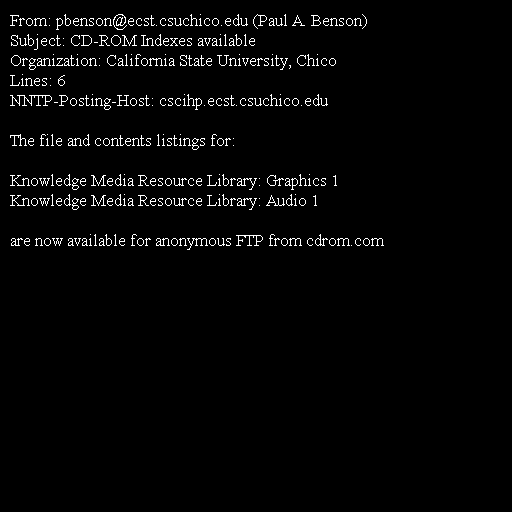 From: pbenson@ecst.csuchico.edu (Paul A. Benson)
Subject: CD-ROM Indexes available
Organization: California State University, Chico
Lines: 6
NNTP-Posting-Host: cscihp.ecst.csuchico.edu

The file and contents listings for:

Knowledge Media Resource Library: Graphics 1
Knowledge Media Resource Library: Audio 1

are now available for anonymous FTP from cdrom.com